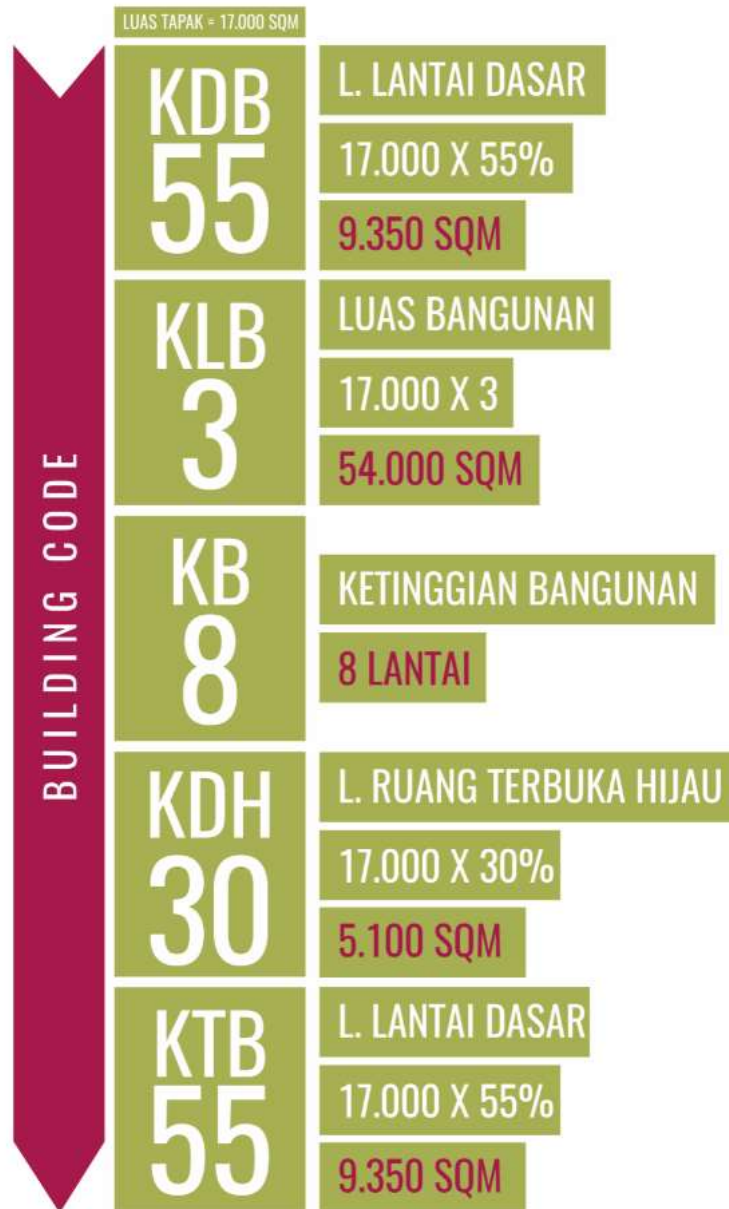 LUAS TAPAK = 17.000 SQM
BUILDING CODE
KDB
55
L. LANTAI DASAR
17.000 X 55%
9.350 SQM
KLB
3
LUAS BANGUNAN
17.000 X 3
54.000 SQM
KB
8
KETINGGIAN BANGUNAN
8 LANTAI
KDH
30
L. RUANG TERBUKA HIJAU
17.000 X 30%
5.100 SQM
KTB
55
L. LANTAI DASAR
17.000 X 55%
9.350 SQM